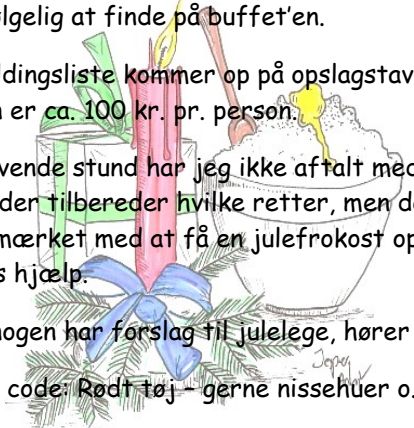 lgelig at finde på buffet'en.
ldingsliste kommer op på opslagstav
er ca. 100 kr. pr. person.
vende stund har jeg ikke aftalt med
der tilbereder hvilke retter, men de
mærket med at få en julefrokost op
s hjælp.
nogen har forslag til julelege, hører
code: Rødt tøj – gerne nissehuer o.